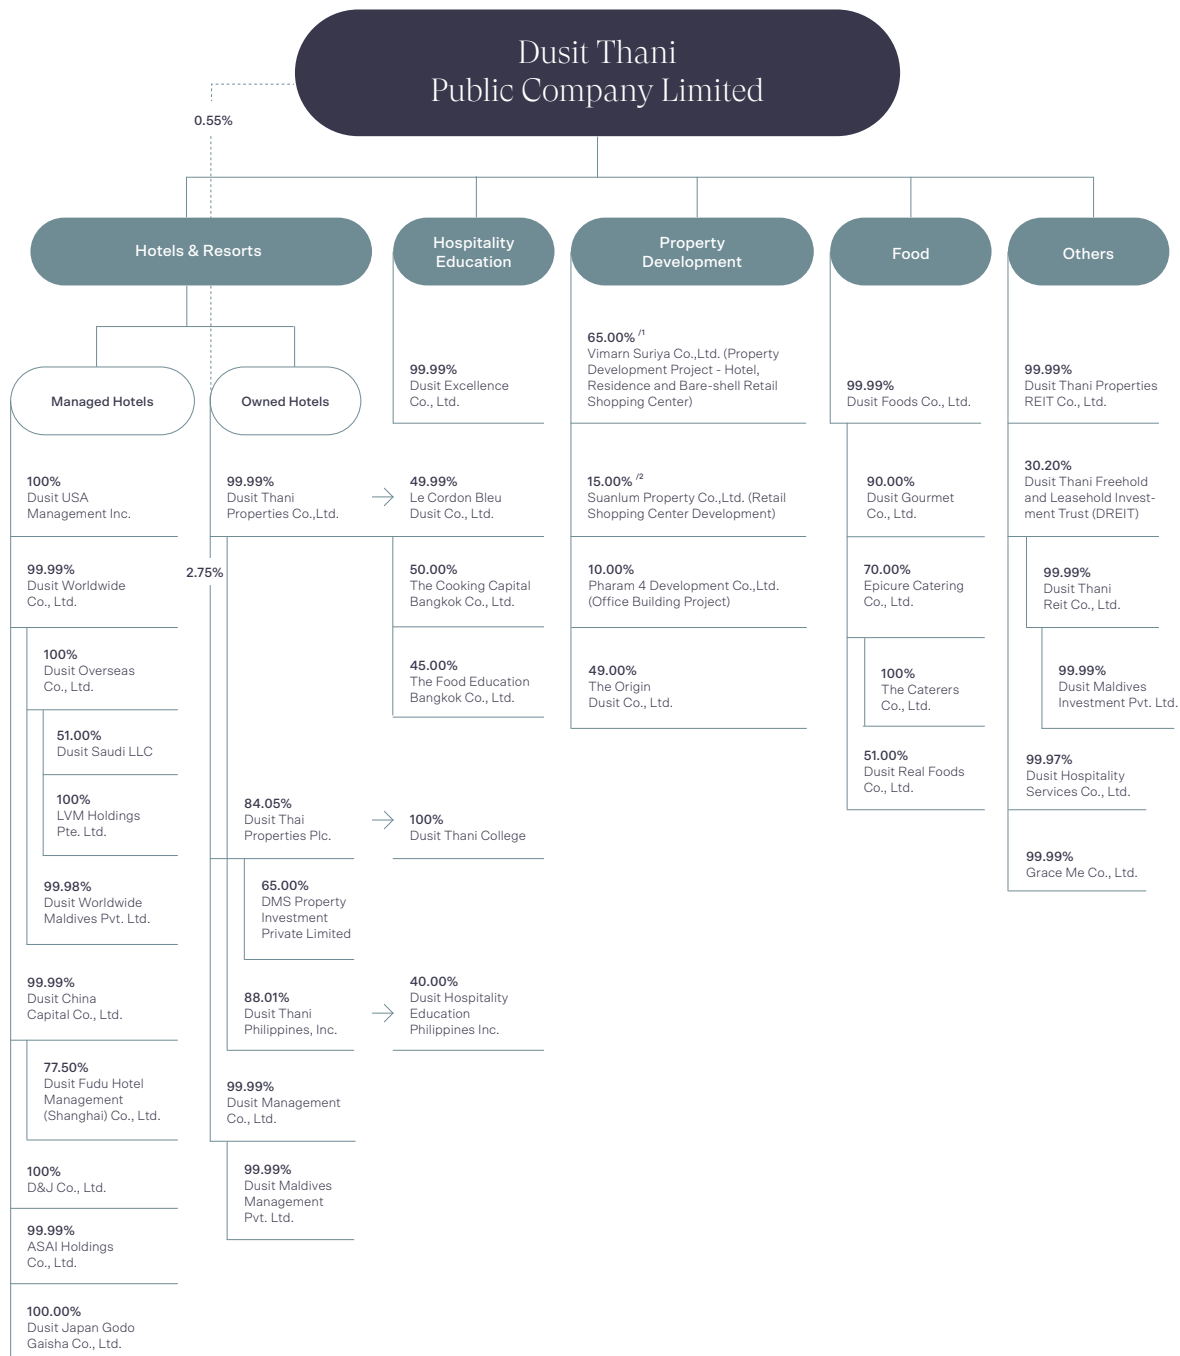 Dusit Thani
Public Company Limited
0.55%
Hotels & Resorts
Hospitality
Education
Property
Development
Food
Others
Managed Hotels
Owned Hotels
100%
Dusit USA
Management Inc.
99.99%
Dusit Worldwide
Co., Ltd.
100%
Dusit Overseas
Co., Ltd.
51.00%
Dusit Saudi LLC
100%
LVM Holdings
Pte. Ltd.
99.98%
Dusit Worldwide
Maldives Pvt. Ltd.
99.99%
Dusit China
Capital Co., Ltd.
77.50%
Dusit Fudu Hotel
Management
(Shanghai) Co., Ltd.
100%
D&J Co., Ltd.
99.99%
ASAI Holdings
Co., Ltd.
100.00%
Dusit Japan Godo
Gaisha Co., Ltd.
99.99%
Dusit Thani
Properties Co.,Ltd.
2.75%
84.05%
Dusit Thai
Properties Plc.
65.00%
DMS Property
Investment
Private Limited
88.01%
Dusit Thani
Philippines, Inc.
99.99%
Dusit Management
Co., Ltd.
99.99%
Dusit Maldives
Management
Pvt. Ltd.
99.99%
Dusit Excellence
Co., Ltd.
49.99%
Le Cordon Bleu
Dusit Co., Ltd.
50.00%
The Cooking Capital
Bangkok Co., Ltd.
45.00%
The Food Education
Bangkok Co., Ltd.
100%
Dusit Thani College
40.00%
Dusit Hospitality
Education
Philippines Inc.
65.00% /1
Vimarn Suriya Co.,Ltd. (Property
Development Project - Hotel,
Residence and Bare-shell Retail
Shopping Center)
15.00% /2
Suanlum Property Co.,Ltd. (Retail
Shopping Center Development)
10.00%
Pharam 4 Development Co.,Ltd.
(Office Building Project)
49.00%
The Origin
Dusit Co., Ltd.
99.99%
Dusit Foods Co., Ltd.
90.00%
Dusit Gourmet
Co., Ltd.
70.00%
Epicure Catering
Co., Ltd.
100%
The Caterers
Co., Ltd.
51.00%
Dusit Real Foods
Co., Ltd.
99.99%
Dusit Thani Properties
REIT Co., Ltd.
30.20%
Dusit Thani Freehold
and Leasehold Invest-
ment Trust (DREIT)
99.99%
Dusit Thani
Reit Co., Ltd.
99.99%
Dusit Maldives
Investment Pvt. Ltd.
99.97%
Dusit Hospitality
Services Co., Ltd.
99.99%
Grace Me Co., Ltd.